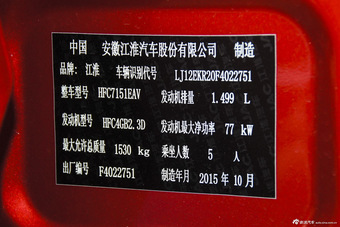 中国 安徽江淮汽车股份有限公司 制造
品牌: 江淮 车辆识别代号 LJ12EKR20F4022751
整车型号 HFC7151EAV 发动机排量 1.499 L
发动机型号 HFC4GB2.3D 发动机最大净功率 77 kW
最大允许总质量 1530 kg 乘坐人数 5 人
出厂编号 F4022751 制造年月 2015 年 10 月